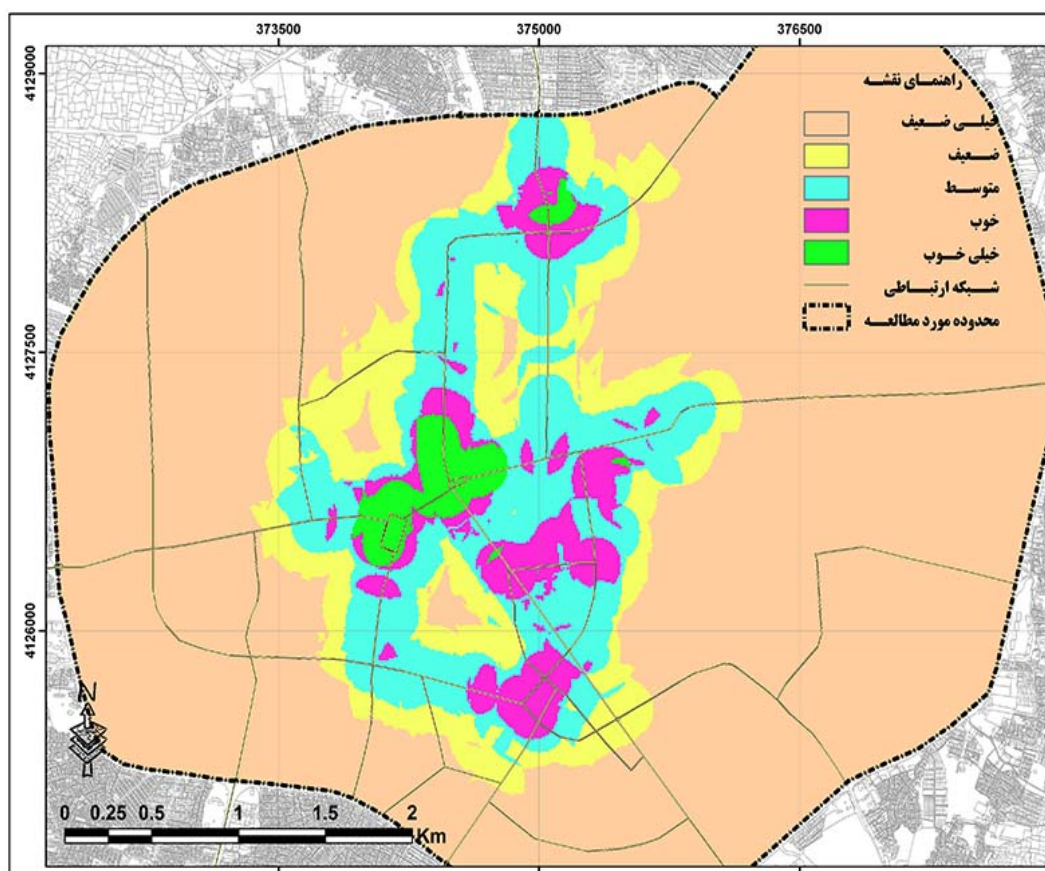 373500 375000 376500
4129000
4127500
4126000
راهنمای نقشه
خیلی ضعیف
ضعیف
متوسط
خوب
خیلی خوب
شبکه ارتباطی
محدوده مورد مطالعه
N
0 0.25 0.5 1 1.5 2
Km